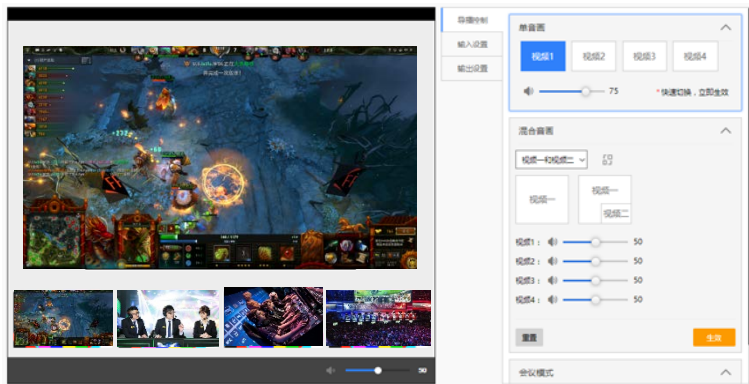 导播控制
输入设置
输出设置
单音画
视频1
视频2
视频3
视频4
75
*快速切换，立即生效
混合音画
视频一和视频二
视频一
视频一
视频二
视频1：
50
视频2：
50
视频3：
50
视频4：
50
重置
生效
会议模式
+232
+60
50